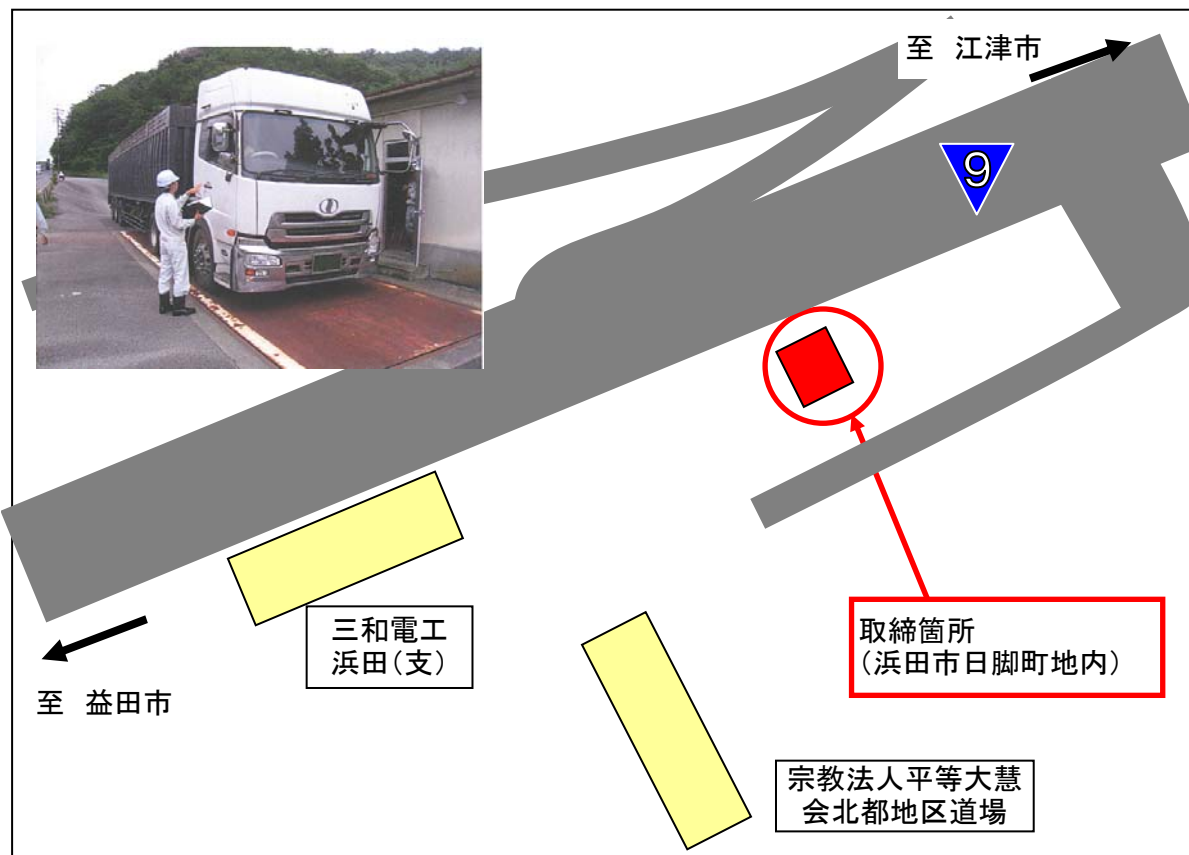 至　江津市
9
取締箇所
（浜田市日脚町地内）
三和電工
浜田（支）
至　益田市
宗教法人平等大慧
会北都地区道場